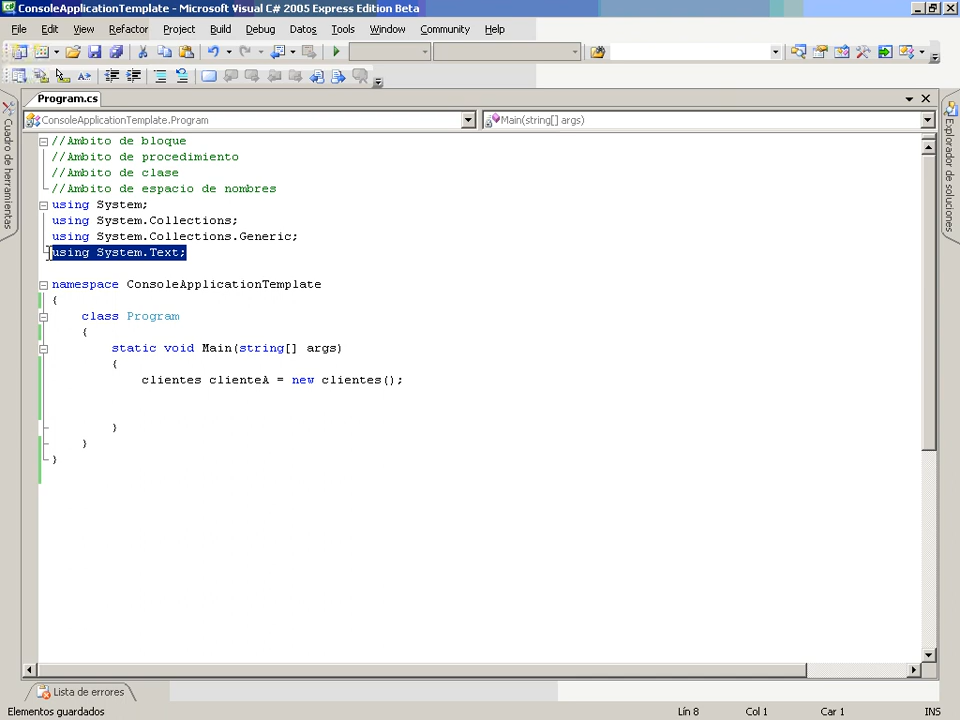 ConsoleApplicationTemplate - Microsoft Visual C# 2005 Express Edition Beta
File Edit View Refactor Project Build Debug Datos Tools Window Community Help
Program.cs
ConsoleApplicationTemplate.Program
Main(string[] args)
Cuadro de herramientas
Explorador de soluciones
//Ambito de bloque
//Ambito de procedimiento
//Ambito de clase
//Ambito de espacio de nombres
using System;
using System.Collections;
using System.Collections.Generic;
using System.Text;
namespace ConsoleApplicationTemplate
{
class Program
{
static void Main(string[] args)
{
clientes clienteA = new clientes();
}
}
}
Lista de errores
Elementos guardados Lín 8 Col 1 Car 1 INS